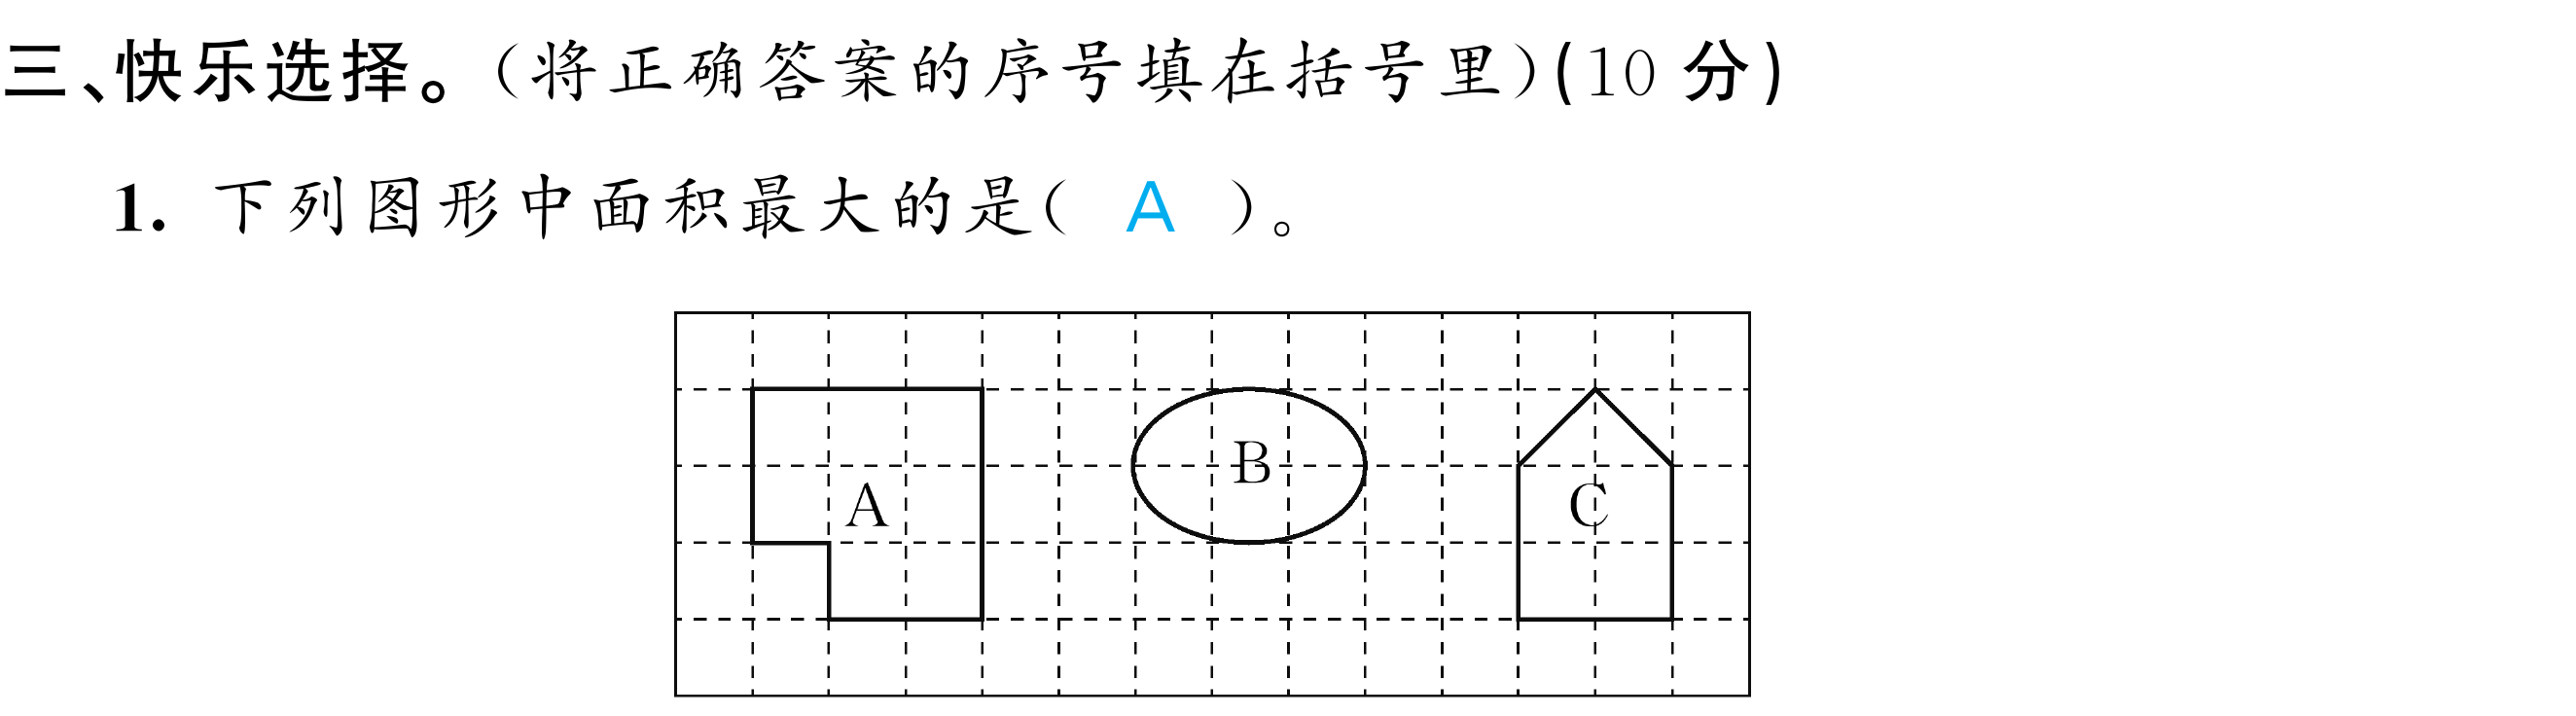 三、快乐选择。(将正确答案的序号填在括号里)(10 分)
1. 下列图形中面积最大的是( A )。
A B C